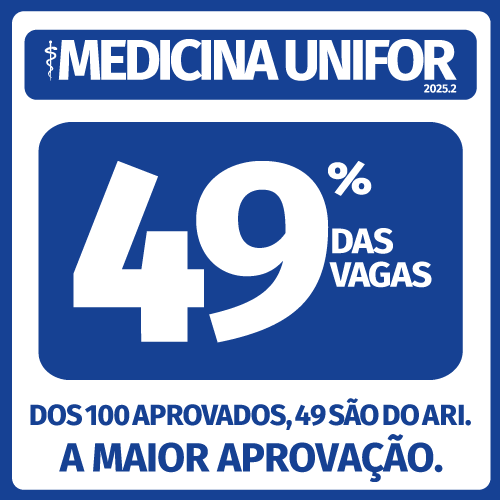 MEDICINA UNIFOR
2025.2
49%
DAS
VAGAS
DOS 100 APROVADOS, 49 SÃO DO ARI.
A MAIOR APROVAÇÃO.